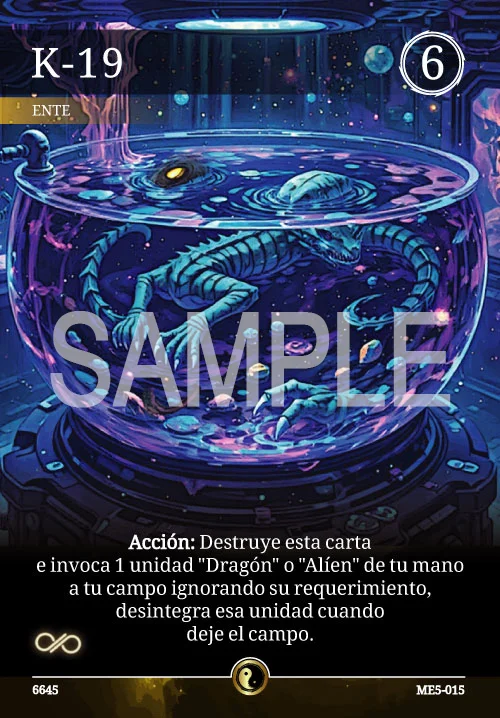 K-19
6
ENTE
SAMPLE
Acción: Destruye esta carta
e invoca 1 unidad "Dragón" o "Alíen" de tu mano
a tu campo ignorando su requerimiento,
desintegra esa unidad cuando
deje el campo.
6645
ME5-015